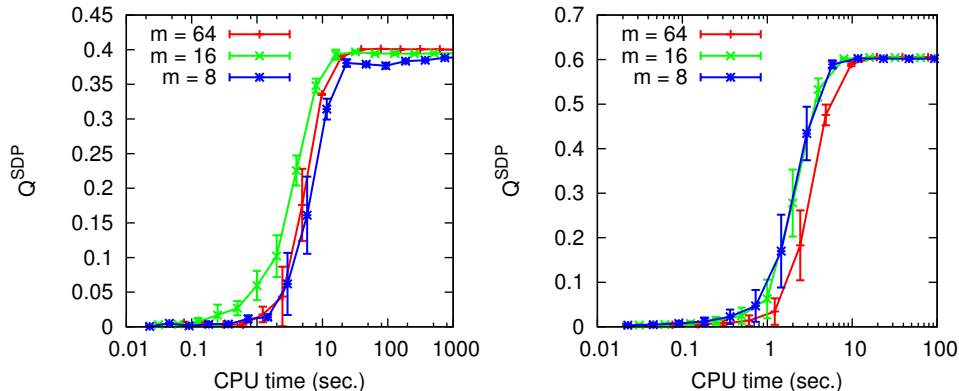 0.45
0.4
0.35
0.3
0.25
0.2
0.15
0.1
0.05
0
Q^SDP
m = 64
m = 16
m = 8
0.01 0.1 1 10 100 1000
CPU time (sec.)
0.7
0.6
0.5
0.4
0.3
0.2
0.1
0
Q^SDP
m = 64
m = 16
m = 8
0.01 0.1 1 10 100
CPU time (sec.)